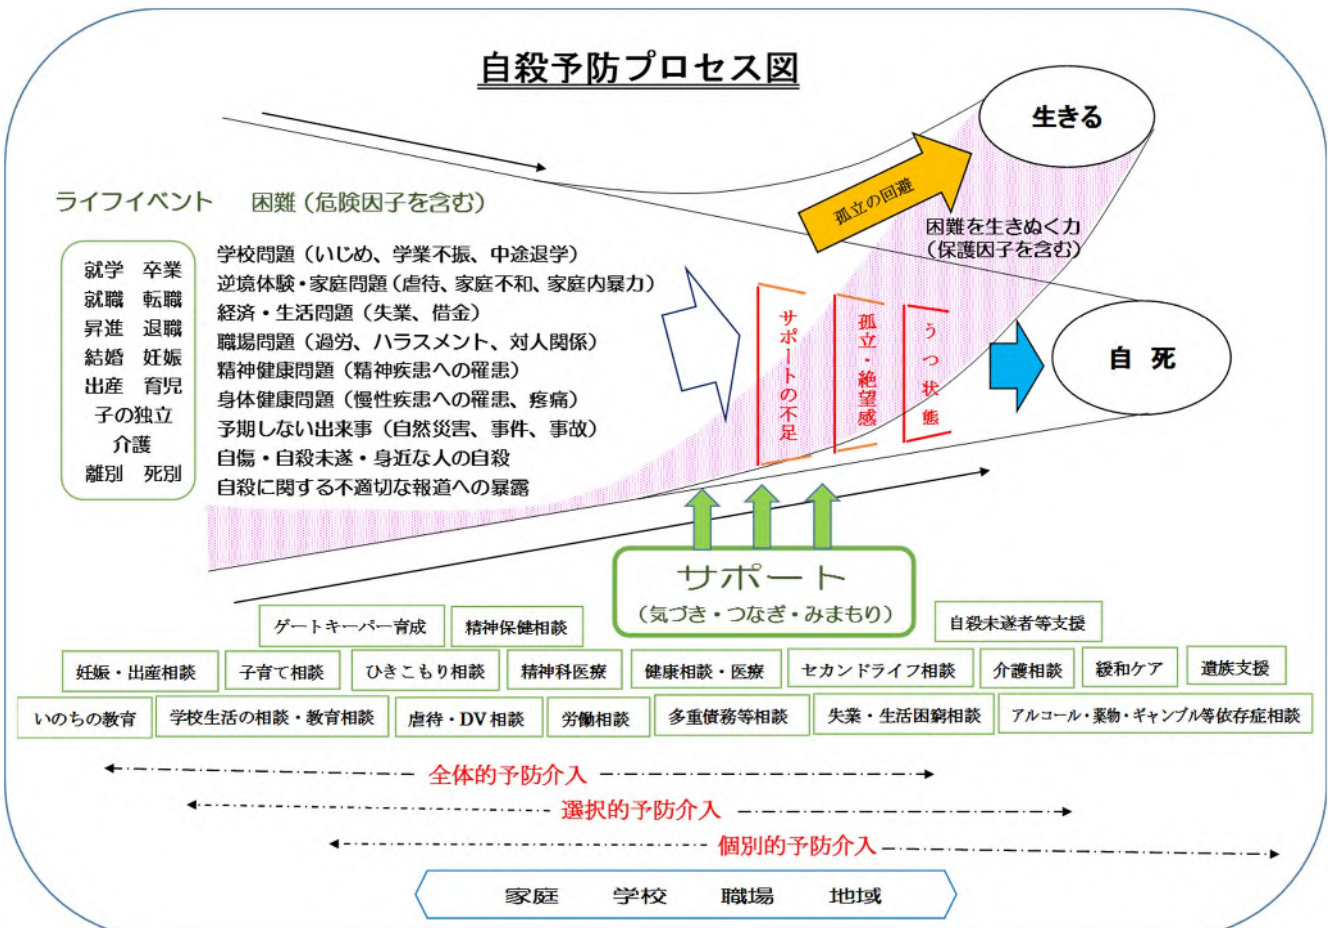 自殺予防プロセス図
生きる
孤立の回避
困難を生きぬく力
（保護因子を含む）
ライフイベント　困難（危険因子を含む）
就学　卒業
就職　転職
昇進　退職
結婚　妊娠
出産　育児
子の独立
介護
離別　死別
学校問題（いじめ、学業不振、中途退学）
逆境体験・家庭問題（虐待、家庭不和、家庭内暴力）
経済・生活問題（失業、借金）
職場問題（過労、ハラスメント、対人関係）
精神健康問題（精神疾患への罹患）
身体健康問題（慢性疾患への罹患、疼痛）
予期しない出来事（自然災害、事件、事故）
自傷・自殺未遂・身近な人の自殺
自殺に関する不適切な報道への暴露
サポートの不足
孤立・絶望感
うつ状態
自　死
サポート
（気づき・つなぎ・みまもり）
ゲートキーパー育成
精神保健相談
自殺未遂者等支援
妊娠・出産相談
子育て相談
ひきこもり相談
精神科医療
健康相談・医療
セカンドライフ相談
介護相談
緩和ケア
遺族支援
いのちの教育
学校生活の相談・教育相談
虐待・DV 相談
労働相談
多重債務等相談
失業・生活困窮相談
アルコール・薬物・ギャンブル等依存症相談
全体的予防介入
選択的予防介入
個別的予防介入
家庭　学校　職場　地域